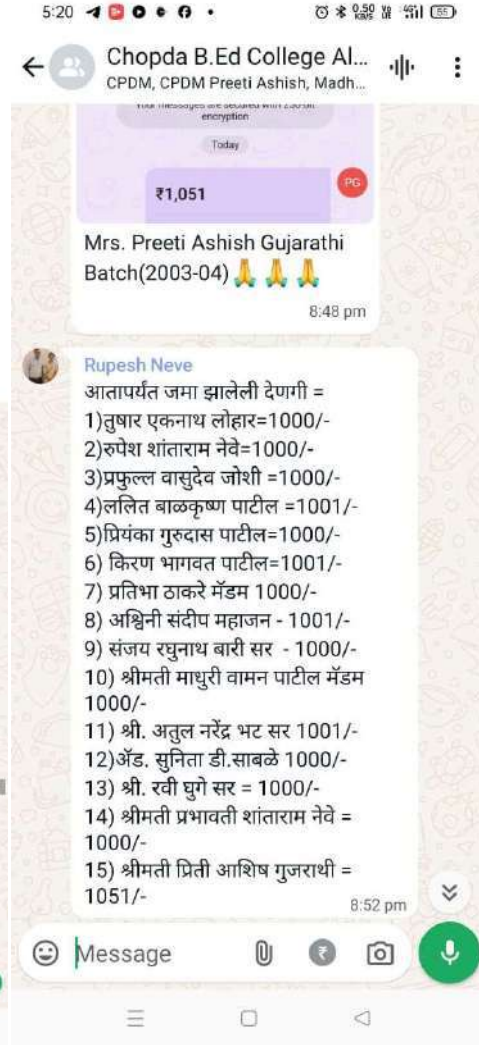 5:20
0.50 KB/S
55
Chopda B.Ed College Al...
CPDM, CPDM Preeti Ashish, Madh...
encryption
Today
₹1,051
PG
Mrs. Preeti Ashish Gujarathi
Batch(2003-04)🙏🙏🙏
8:48 pm
Rupesh Neve
आतापर्यंत जमा झालेली देणगी =
1)तुषार एकनाथ लोहार=1000/-
2)रुपेश शांताराम नेवे=1000/-
3)प्रफुल्ल वासुदेव जोशी =1000/-
4)ललित बाळकृष्ण पाटील =1001/-
5)प्रियंका गुरुदास पाटील=1000/-
6) किरण भागवत पाटील=1001/-
7) प्रतिभा ठाकरे मॅडम 1000/-
8) अश्विनी संदीप महाजन - 1001/-
9) संजय रघुनाथ बारी सर - 1000/-
10) श्रीमती माधुरी वामन पाटील मॅडम
1000/-
11) श्री. अतुल नरेंद्र भट सर 1001/-
12)ॲड. सुनिता डी.साबळे 1000/-
13) श्री. रवी घुगे सर = 1000/-
14) श्रीमती प्रभावती शांताराम नेवे =
1000/-
15) श्रीमती प्रिती आशिष गुजराथी =
1051/-
8:52 pm
Message